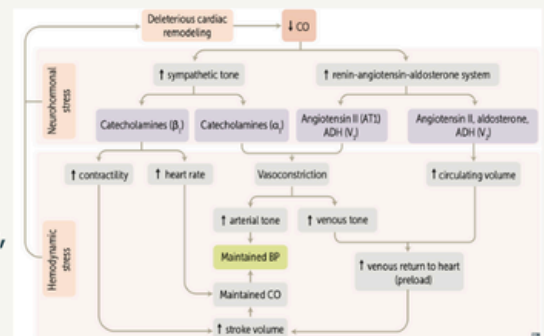 Deleterious cardiac
remodeling
↓ CO
Neurohormonal
stress
↑ sympathetic tone
↑ renin-angiotensin-aldosterone system
Catecholamines (β₁)
Catecholamines (α₁)
Angiotensin II (AT1)
ADH (V₁)
Angiotensin II, aldosterone,
ADH (V₂)
Hemodynamic
stress
↑ contractility
↑ heart rate
Vasoconstriction
↑ circulating volume
↑ arterial tone
↑ venous tone
Maintained BP
↑ venous return to heart
(preload)
Maintained CO
↑ stroke volume
,